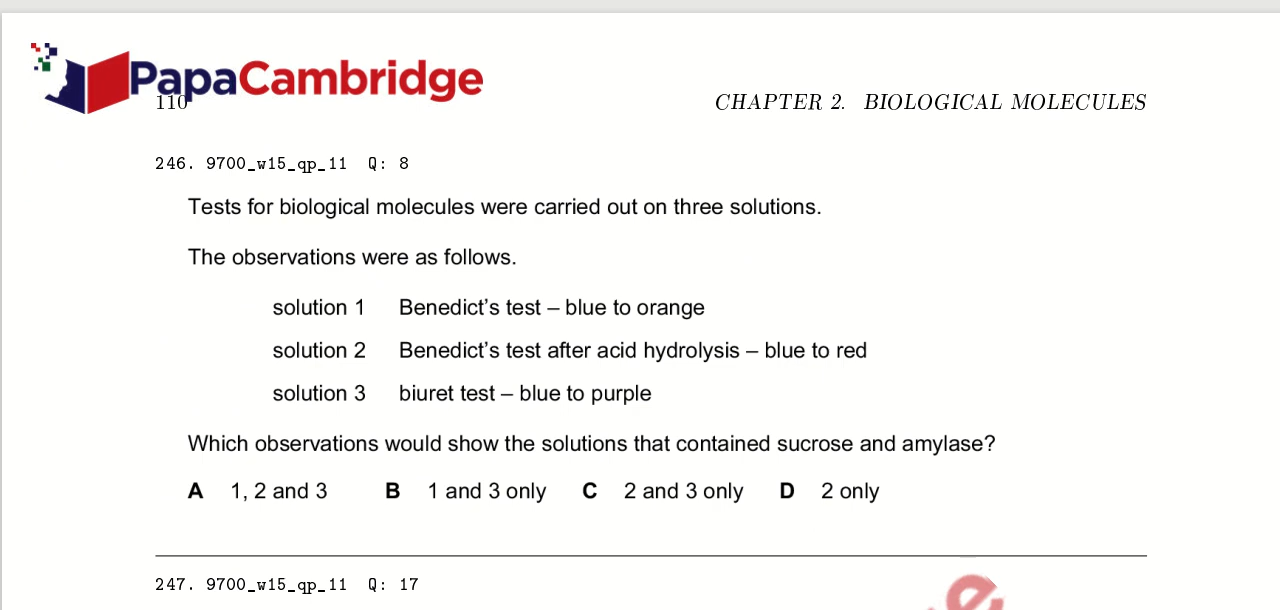 PapaCambridge
110 CHAPTER 2. BIOLOGICAL MOLECULES
246. 9700_w15_qp_11 Q: 8
Tests for biological molecules were carried out on three solutions.
The observations were as follows.
solution 1 Benedict’s test – blue to orange
solution 2 Benedict’s test after acid hydrolysis – blue to red
solution 3 biuret test – blue to purple
Which observations would show the solutions that contained sucrose and amylase?
A 1, 2 and 3 B 1 and 3 only C 2 and 3 only D 2 only
247. 9700_w15_qp_11 Q: 17
e